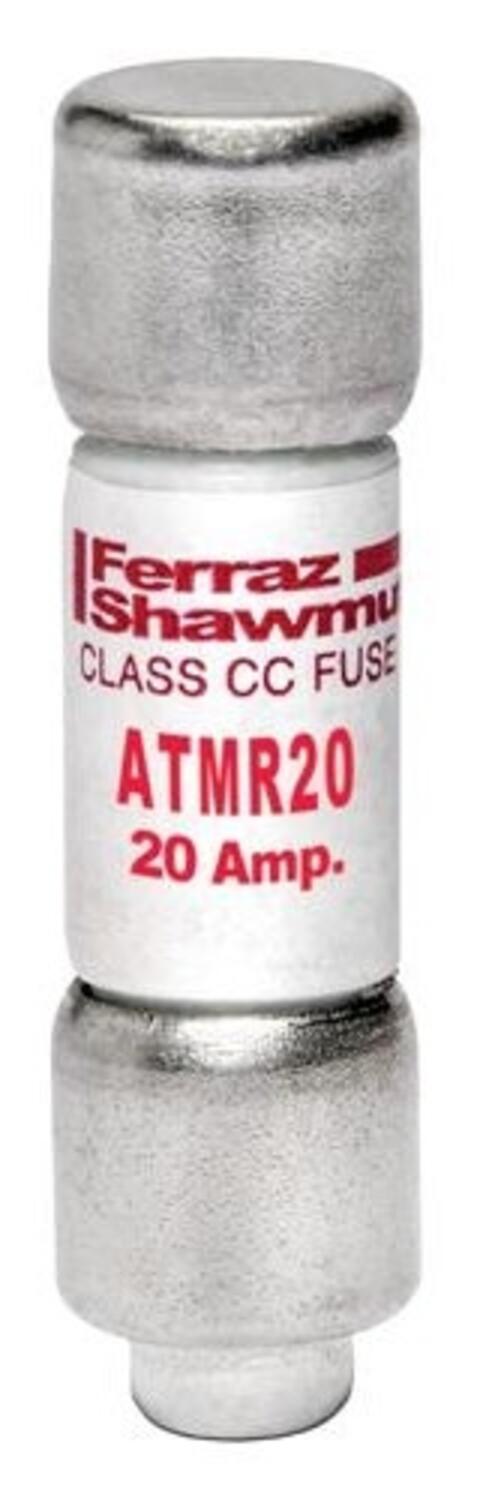 Ferraz
Shawmu
CLASS CC FUSE
ATMR20
20 Amp.